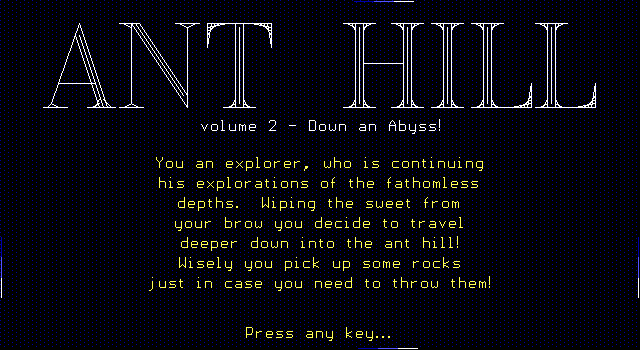 ANT HILL
volume 2 - Down an Abyss!
You an explorer, who is continuing
his explorations of the fathomless
depths.  Wiping the sweet from
your brow you decide to travel
deeper down into the ant hill!
Wisely you pick up some rocks
just in case you need to throw them!
Press any key...